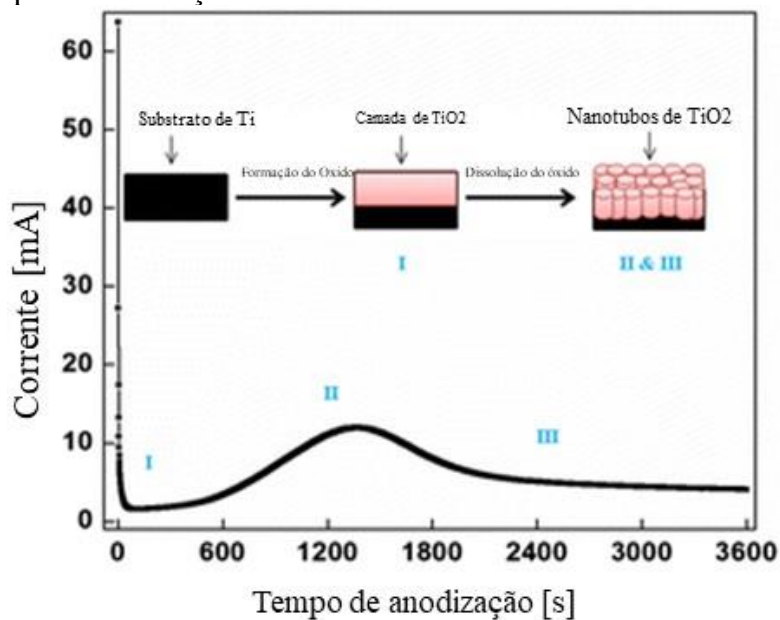 60
50
40
30
20
10
0
Corrente [mA]
Substrato de Ti
Camada de TiO2
Nanotubos de TiO2
Formação do Oxido
Dissolução do óxido
I
II & III
I
II
III
0 600 1200 1800 2400 3000 3600
Tempo de anodização [s]